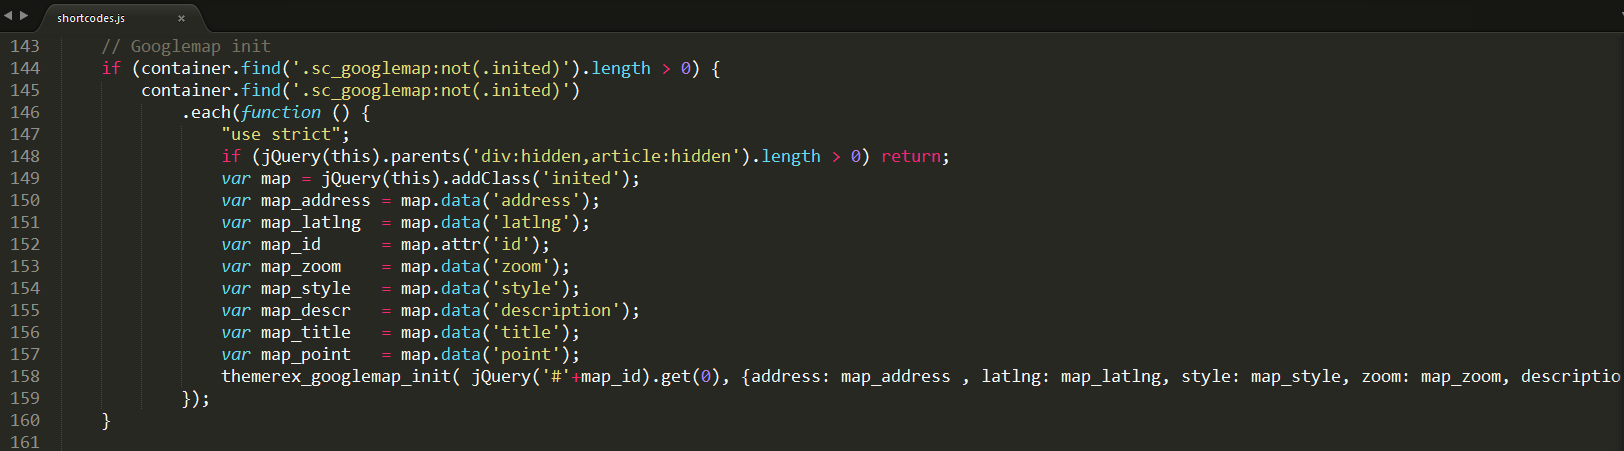 shortcodes.js ×
143 // Googlemap init
144 if (container.find('.sc_googlemap:not(.inited)').length > 0) {
145 container.find('.sc_googlemap:not(.inited)')
146 .each(function () {
147 "use strict";
148 if (jQuery(this).parents('div:hidden,article:hidden').length > 0) return;
149 var map = jQuery(this).addClass('inited');
150 var map_address = map.data('address');
151 var map_latlng = map.data('latlng');
152 var map_id = map.attr('id');
153 var map_zoom = map.data('zoom');
154 var map_style = map.data('style');
155 var map_descr = map.data('description');
156 var map_title = map.data('title');
157 var map_point = map.data('point');
158 themerex_googlemap_init( jQuery('#'+map_id).get(0), {address: map_address , latlng: map_latlng, style: map_style, zoom: map_zoom, descriptio
159 });
160 }
161